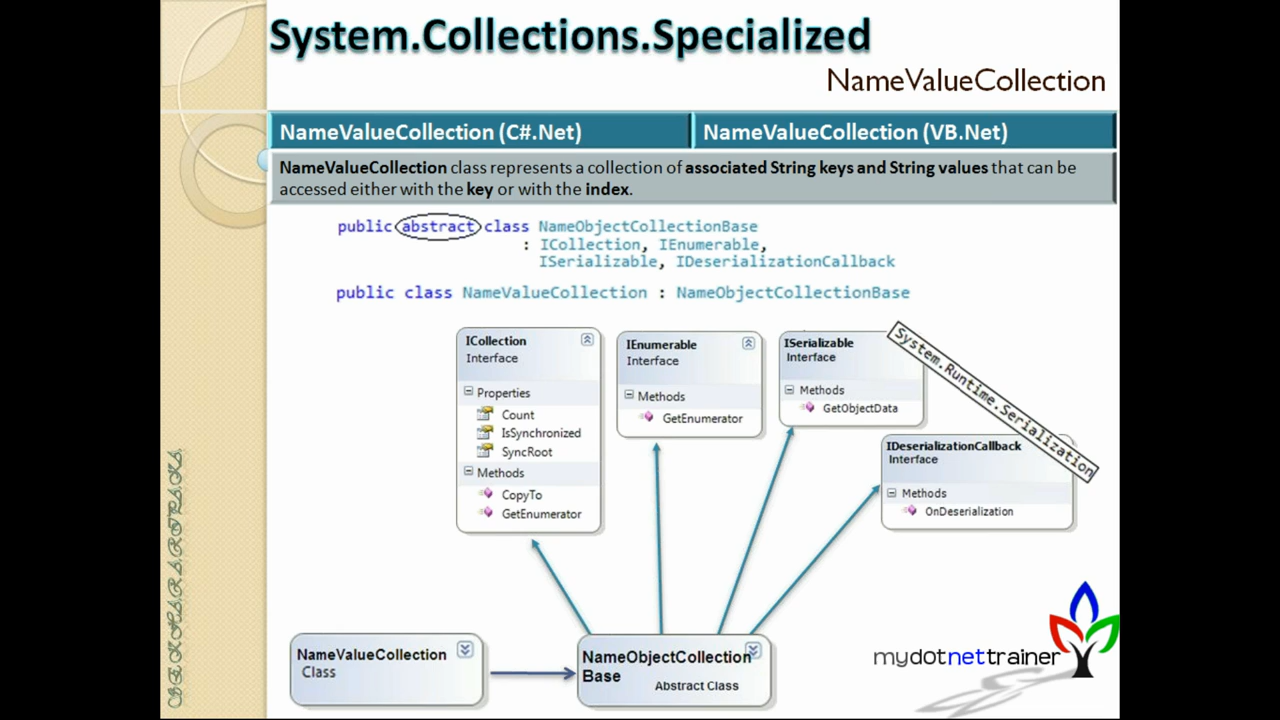 System.Collections.Specialized
NameValueCollection
NameValueCollection (C#.Net)
NameValueCollection (VB.Net)
NameValueCollection class represents a collection of associated String keys and String values that can be
accessed either with the key or with the index.
public abstract class NameObjectCollectionBase
: ICollection, IEnumerable,
ISerializable, IDeserializationCallback
public class NameValueCollection : NameObjectCollectionBase
ICollection
Interface
Properties
Count
IsSynchronized
SyncRoot
Methods
CopyTo
GetEnumerator
IEnumerable
Interface
Methods
GetEnumerator
ISerializable
Interface
Methods
GetObjectData
System.Runtime.Serialization
IDeserializationCallback
Interface
Methods
OnDeserialization
NameValueCollection
Class
NameObjectCollection
Base
Abstract Class
mydotnettrainer